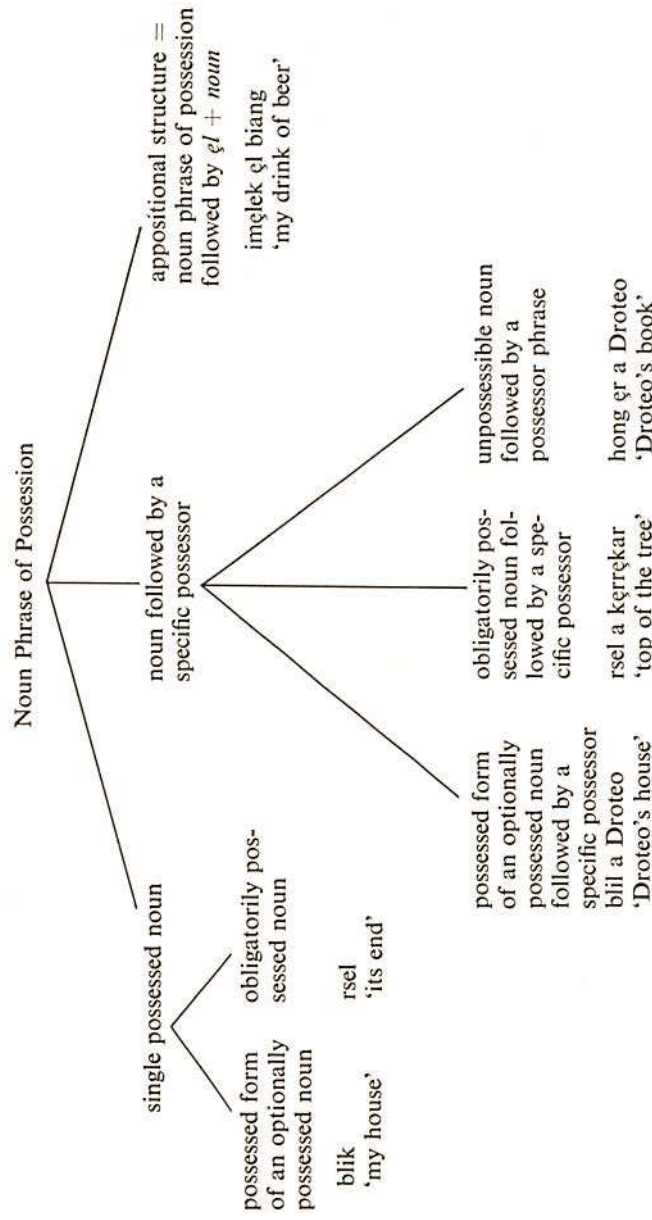 Noun Phrase of Possession
single possessed noun
possessed form
of an optionally
possessed noun
blik
‘my house’
obligatorily pos-
sessed noun
rsel
‘its end’
noun followed by a
specific possessor
possessed form
of an optionally
possessed noun
followed by a
specific possessor
blil a Droteo
‘Droteo’s house’
obligatorily pos-
sessed noun fol-
lowed by a spe-
cific possessor
rsel a kęrrękar
‘top of the tree’
unpossessible noun
followed by a
possessor phrase
hong ęr a Droteo
‘Droteo’s book’
appositional structure =
noun phrase of possession
followed by ęl + noun
imęlek ęl biang
‘my drink of beer’